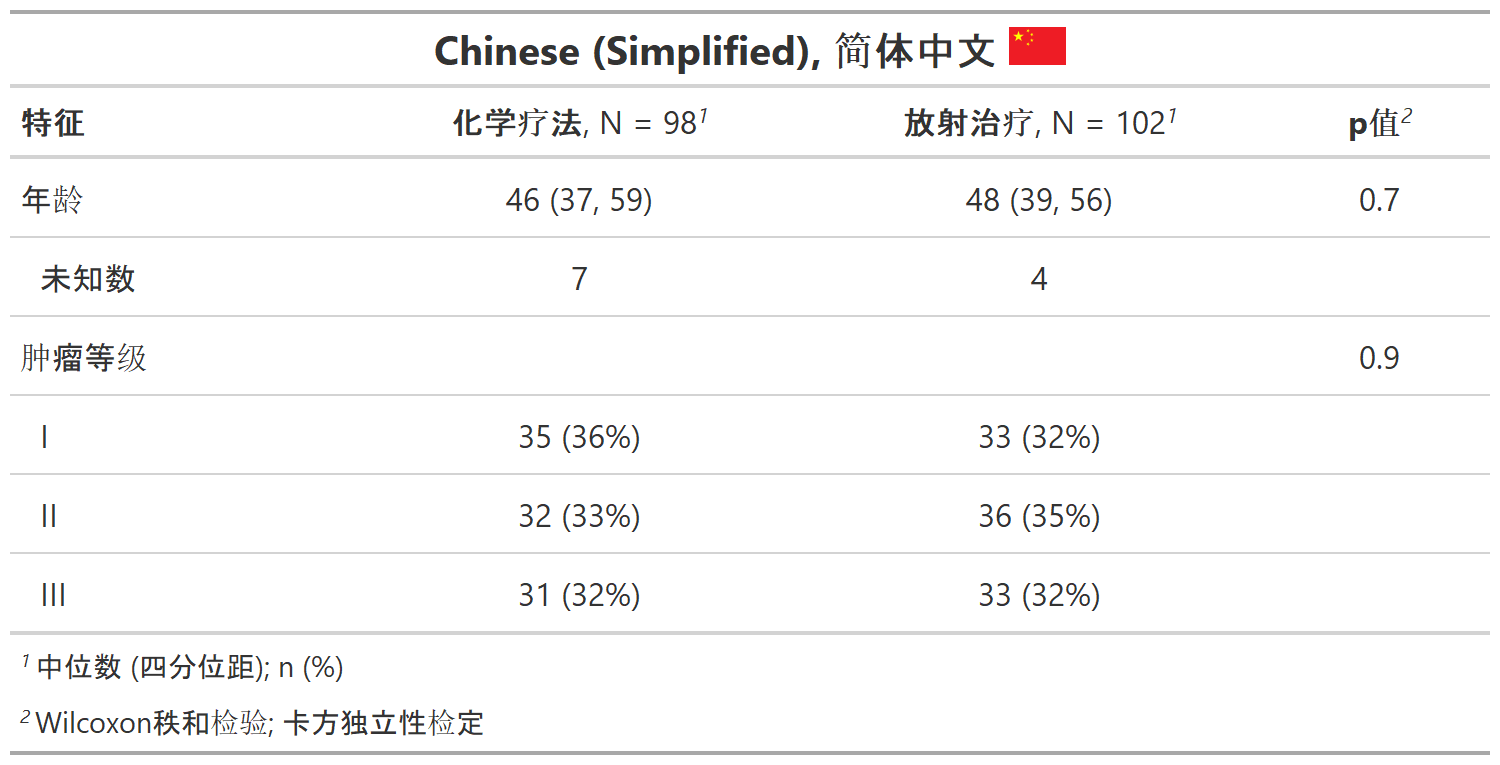 Chinese (Simplified), 简体中文
特征 化学疗法, N = 98¹ 放射治疗, N = 102¹ p值²
年龄 46 (37, 59) 48 (39, 56) 0.7
未知数 7 4
肿瘤等级 0.9
I 35 (36%) 33 (32%)
II 32 (33%) 36 (35%)
III 31 (32%) 33 (32%)
¹ 中位数 (四分位距); n (%)
² Wilcoxon秩和检验; 卡方独立性检定